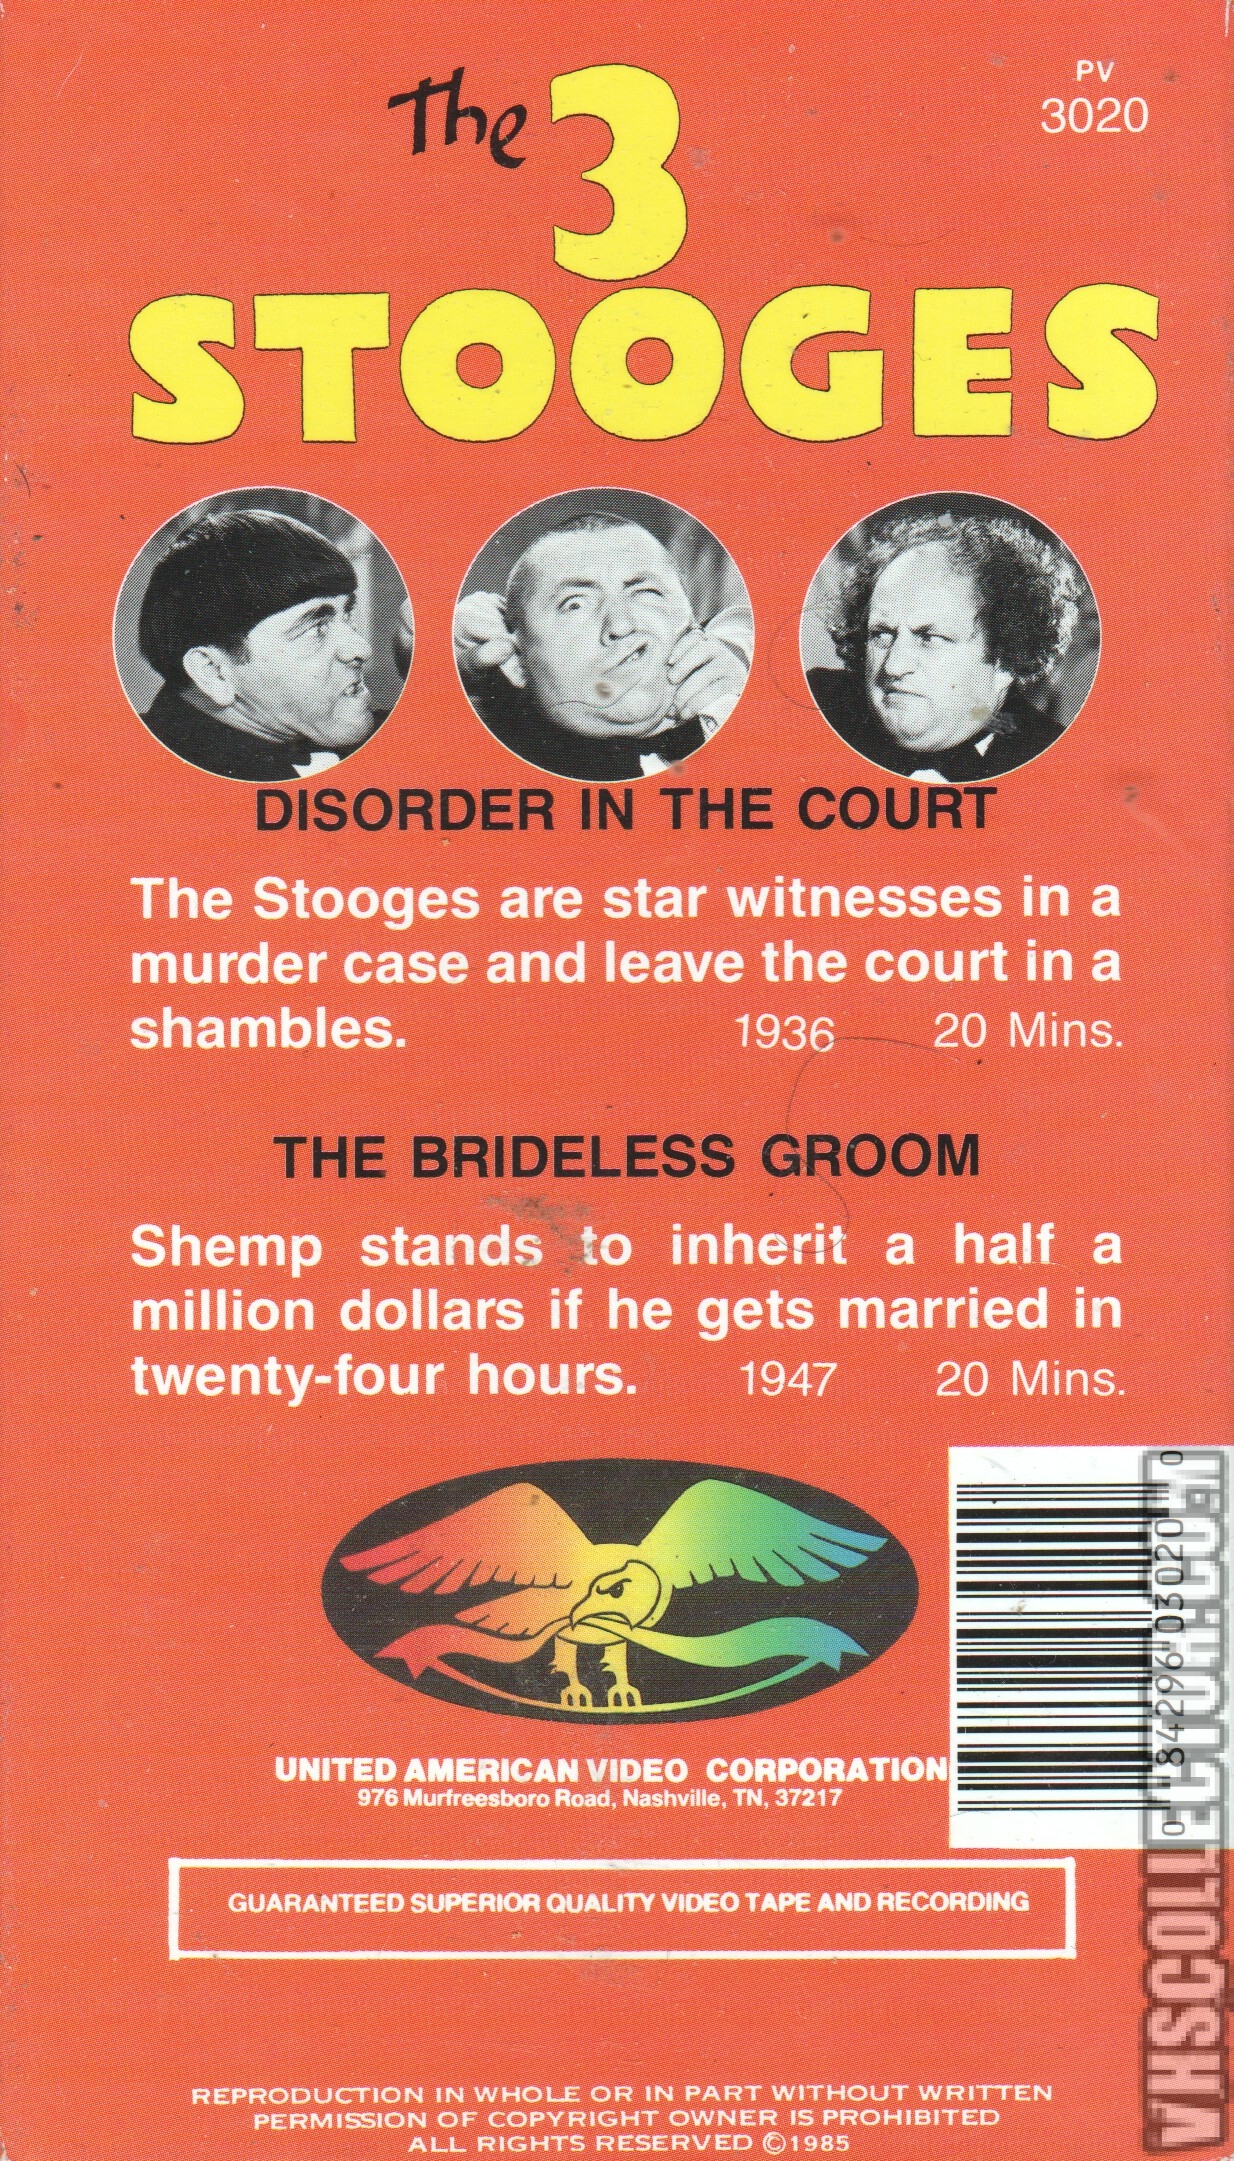 The 3
STOOGES
PV
3020
DISORDER IN THE COURT
The Stooges are star witnesses in a
murder case and leave the court in a
shambles. 1936 20 Mins.
THE BRIDELESS GROOM
Shemp stands to inherit a half a
million dollars if he gets married in
twenty-four hours. 1947 20 Mins.
UNITED AMERICAN VIDEO CORPORATION
976 Murfreesboro Road, Nashville, TN, 37217
0 84296 03020 0
GUARANTEED SUPERIOR QUALITY VIDEO TAPE AND RECORDING
REPRODUCTION IN WHOLE OR IN PART WITHOUT WRITTEN
PERMISSION OF COPYRIGHT OWNER IS PROHIBITED
ALL RIGHTS RESERVED ©1985
VHSCOLLECTOR.COM